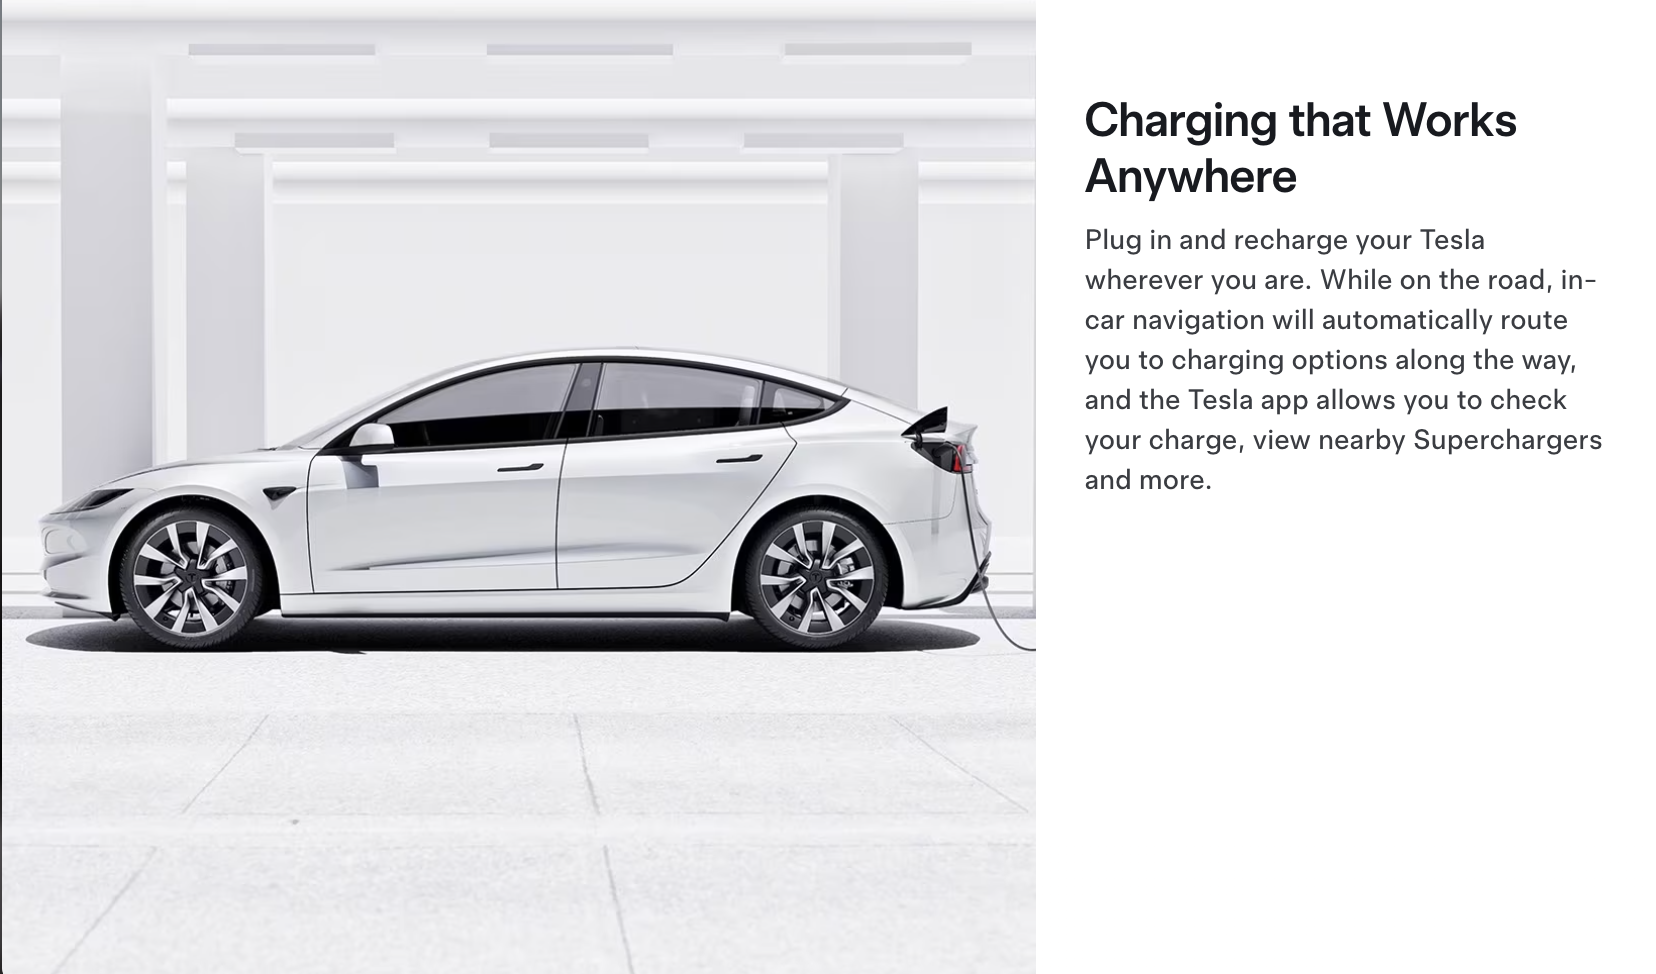 Charging that Works
Anywhere
Plug in and recharge your Tesla
wherever you are. While on the road, in-
car navigation will automatically route
you to charging options along the way,
and the Tesla app allows you to check
your charge, view nearby Superchargers
and more.